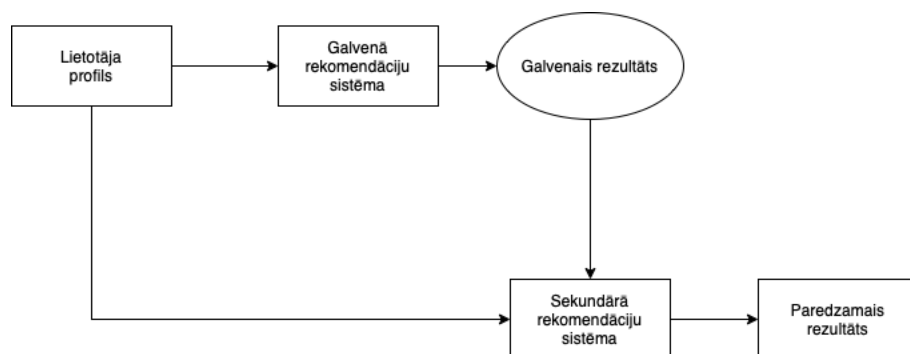 Lietotāja
profils
Galvenā
rekomendāciju
sistēma
Galvenais rezultāts
Sekundārā
rekomendāciju
sistēma
Paredzamais
rezultāts